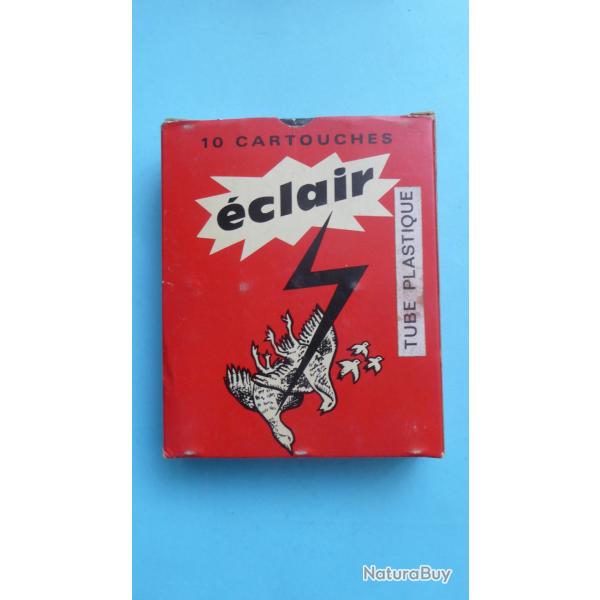 10 CARTOUCHES
éclair
TUBE PLASTIQUE
NaturaBuy